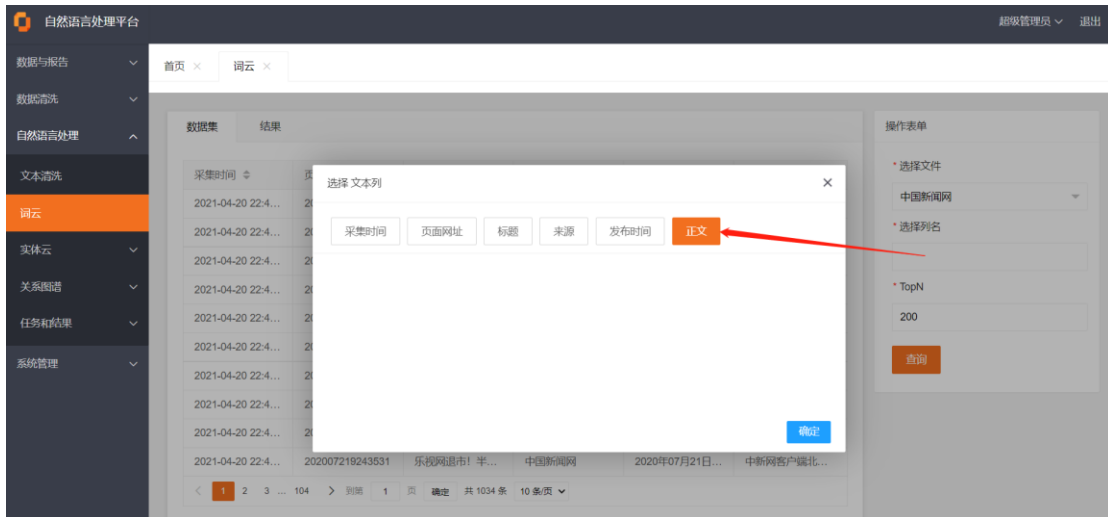 自然语言处理平台
超级管理员 退出
数据与报告
数据清洗
自然语言处理
文本清洗
词云
实体云
关系图谱
任务和结果
系统管理
首页 × 词云 ×
数据集 结果
采集时间 页
2021-04-20 22:4... 20
2021-04-20 22:4... 20
2021-04-20 22:4... 20
2021-04-20 22:4... 20
2021-04-20 22:4... 20
2021-04-20 22:4... 20
2021-04-20 22:4... 20
2021-04-20 22:4... 20
2021-04-20 22:4... 20
2021-04-20 22:4... 202007219243531 乐视网退市！半... 中国新闻网 2020年07月21日... 中新网客户端北...
< 1 2 3 ... 104 > 到第 1 页 确定 共 1034 条 10 条/页
选择 文本列 ×
采集时间 页面网址 标题 来源 发布时间 正文
确定
操作表单
* 选择文件
中国新闻网
* 选择列名
* TopN
200
查询